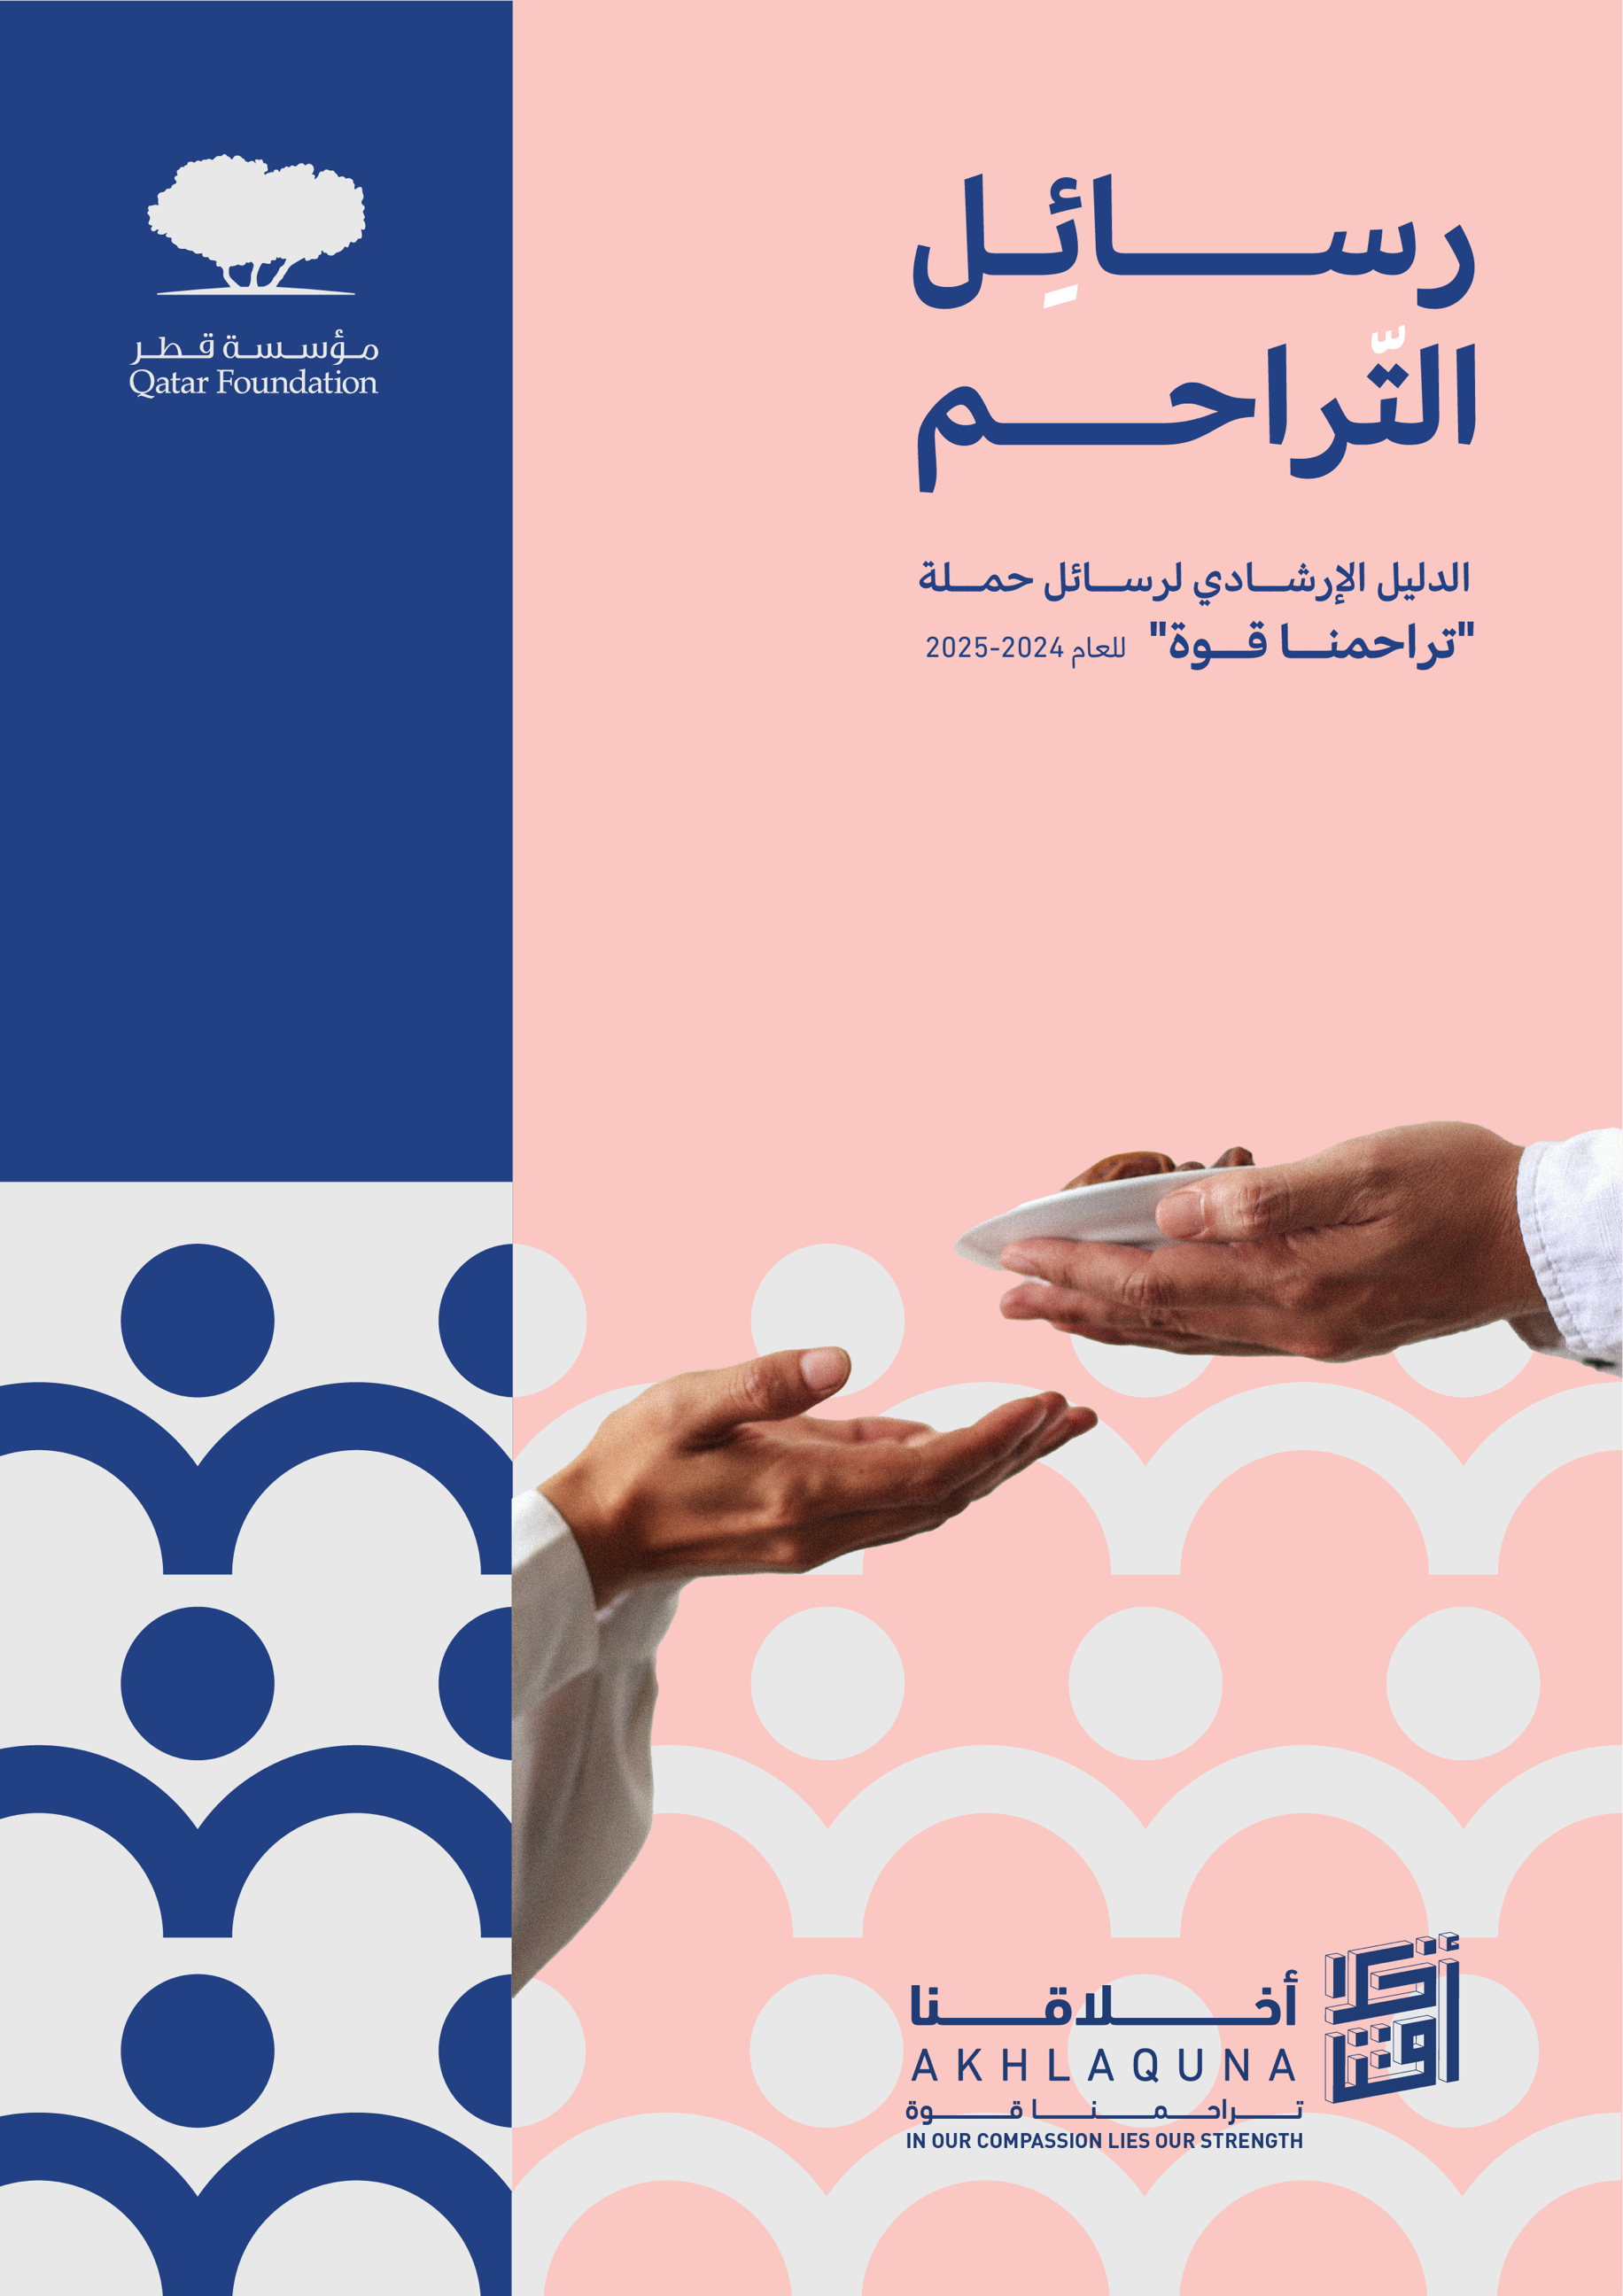 مؤسسة قطر
Qatar Foundation
رسائِل
التّراحم
الدليل الإرشادي لرسائل حملة
"تراحمنا قوة" للعام 2024-2025
أخلاقنا
أخلاقنا
AKHLAQUNA
تراحمنا قوة
IN OUR COMPASSION LIES OUR STRENGTH